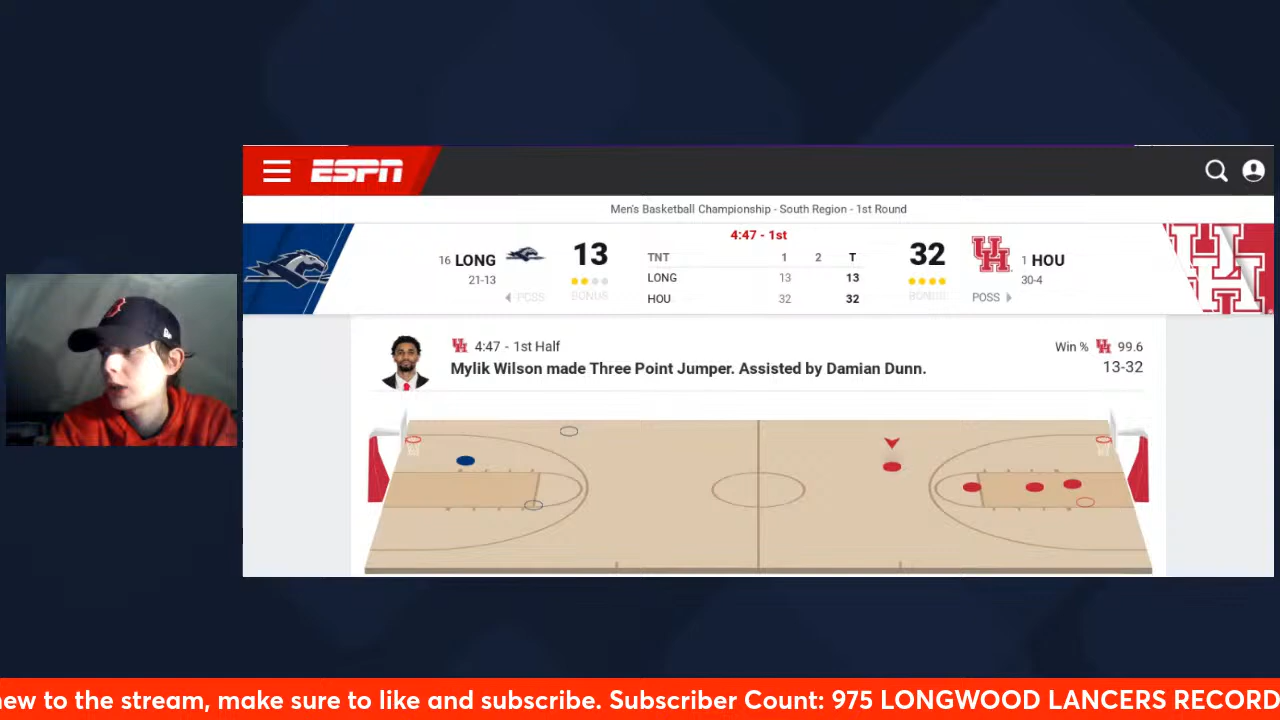 ESPN
Men's Basketball Championship - South Region - 1st Round
4:47 - 1st
16 LONG
21-13
POSS
13
BONUS
TNT 1 2 T
LONG 13 13
HOU 32 32
32
BONUS
1 HOU
30-4
POSS
4:47 - 1st Half
Mylik Wilson made Three Point Jumper. Assisted by Damian Dunn.
Win % 99.6
13-32
new to the stream, make sure to like and subscribe. Subscriber Count: 975 LONGWOOD LANCERS RECORD